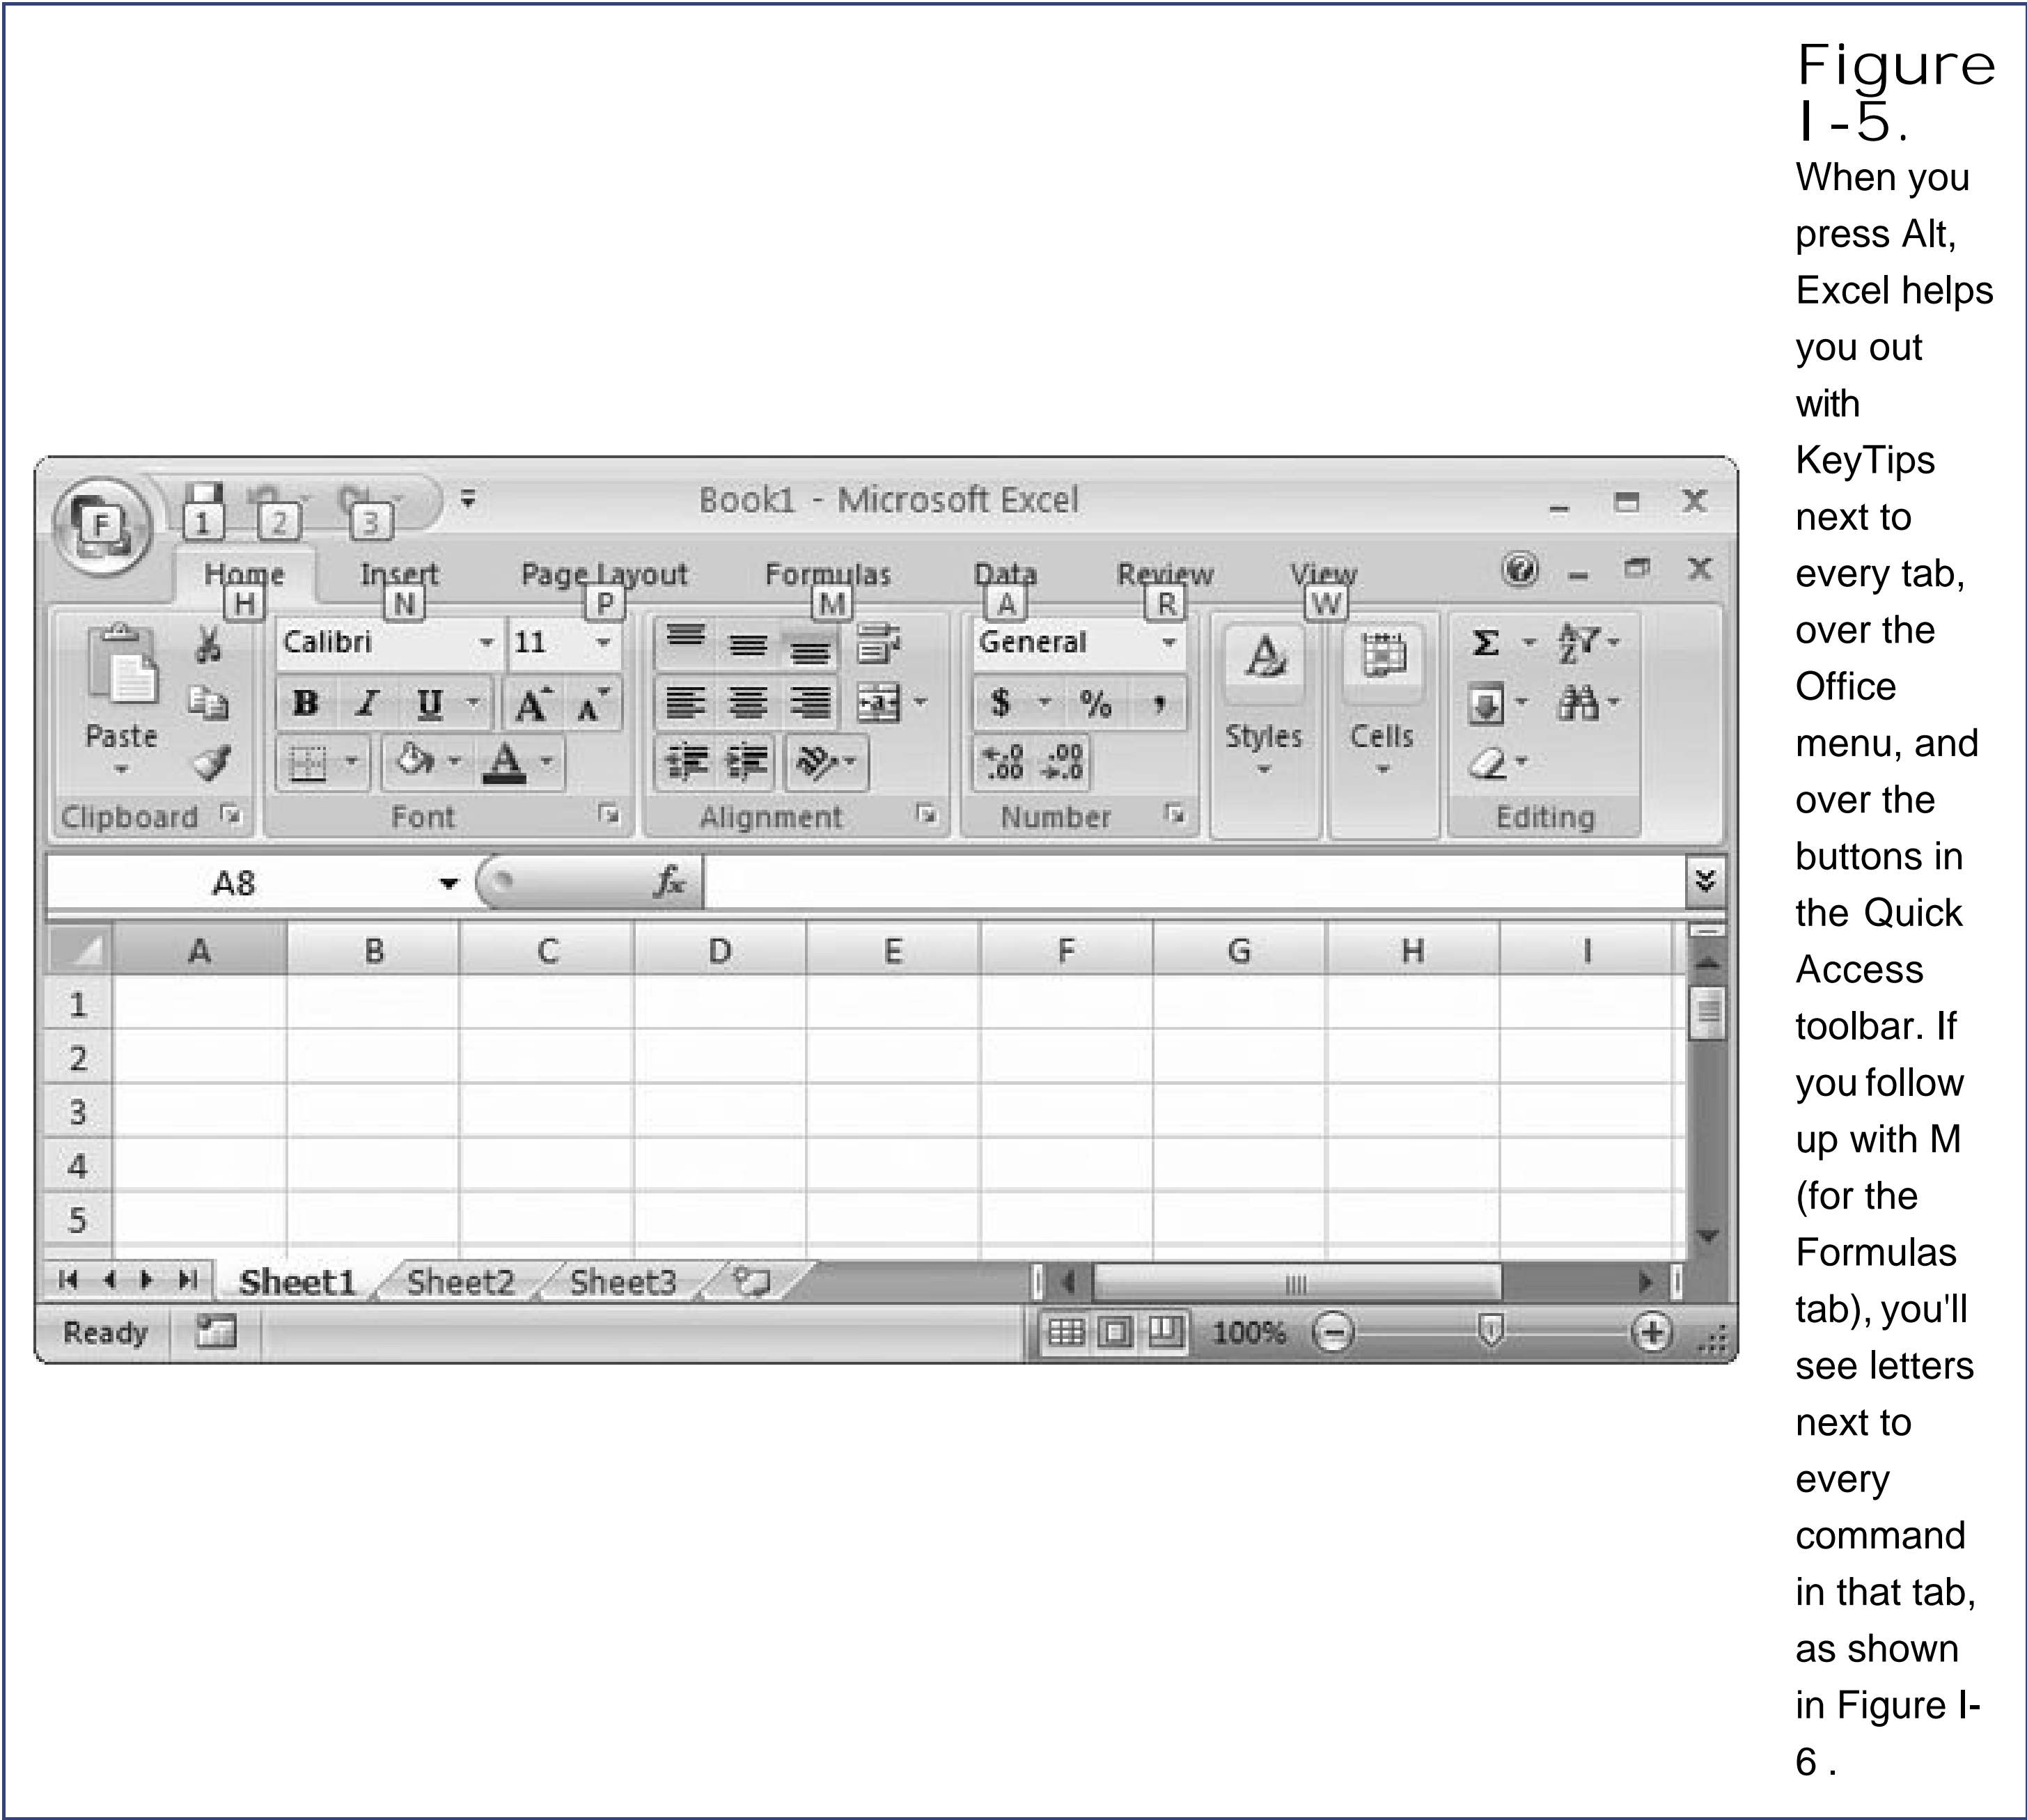 Book1 - Microsoft Excel
F 1 2 3
Home Insert Page Layout Formulas Data Review View
H N P M A R W
Calibri 11 General
B I U A A $ % ,
Paste Styles Cells
A .0 .00 .00 .0
Clipboard Font Alignment Number Editing
A8 fx
A B C D E F G H I
1
2
3
4
5
Sheet1 Sheet2 Sheet3
Ready 100%
Figure
I-5.
When you
press Alt,
Excel helps
you out
with
KeyTips
next to
every tab,
over the
Office
menu, and
over the
buttons in
the Quick
Access
toolbar. If
you follow
up with M
(for the
Formulas
tab), you'll
see letters
next to
every
command
in that tab,
as shown
in Figure I-
6 .